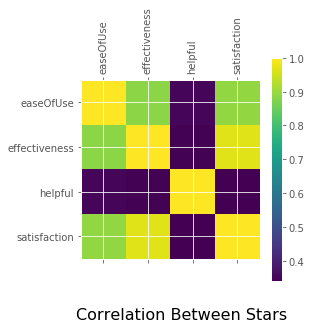 easeOfUse
effectiveness
helpful
satisfaction
easeOfUse
effectiveness
helpful
satisfaction
1.0
0.9
0.8
0.7
0.6
0.5
0.4
Correlation Between Stars